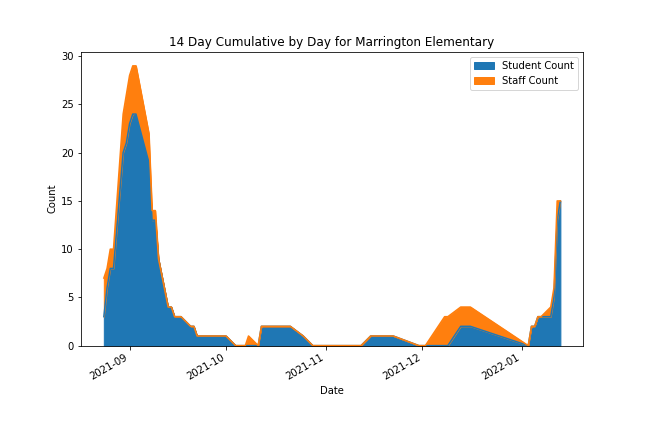 14 Day Cumulative by Day for Marrington Elementary
Student Count
Staff Count
30
25
20
15
10
5
0
Count
2021-09
2021-10
2021-11
2021-12
2022-01
Date